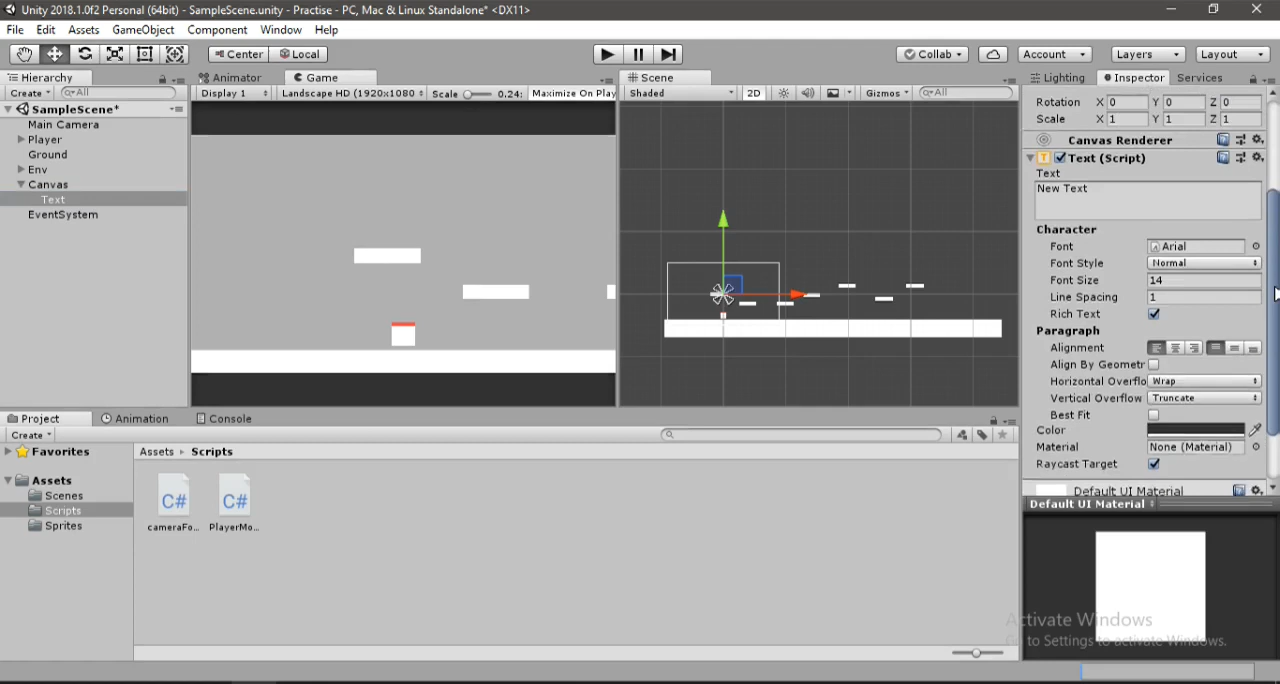 Unity 2018.1.0f2 Personal (64bit) - SampleScene.unity - Practise - PC, Mac & Linux Standalone* <DX11>
File Edit Assets GameObject Component Window Help
Center Local Collab Account Layers Layout
Hierarchy Animator Game Scene Lighting Inspector Services
Create All Display 1 Landscape HD (1920x1080 Scale 0.24: Maximize On Play Shaded 2D Gizmos All
SampleScene*
Main Camera
Player
Ground
Env
Canvas
Text
EventSystem
Rotation X 0 Y 0 Z 0
Scale X 1 Y 1 Z 1
Canvas Renderer
Text (Script)
Text
New Text
Character
Font Arial
Font Style Normal
Font Size 14
Line Spacing 1
Rich Text
Paragraph
Alignment
Align By Geometr
Horizontal Overflo Wrap
Vertical Overflow Truncate
Best Fit
Color
Material None (Material)
Raycast Target
Default UI Material
Default UI Material
Project Animation Console
Create
Favorites
Assets
Scenes
Scripts
Sprites
Assets Scripts
C# C#
cameraFo... PlayerMo...
Activate Windows
Go to Settings to activate Windows.